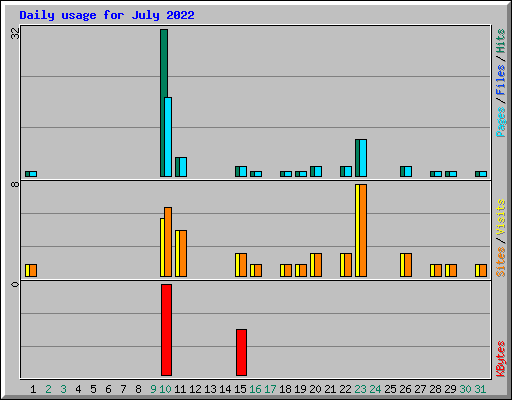 Daily usage for July 2022
32
8
0
Pages / Files / Hits
Sites / Visits
KBytes
1 2 3 4 5 6 7 8 9 10 11 12 13 14 15 16 17 18 19 20 21 22 23 24 25 26 27 28 29 30 31